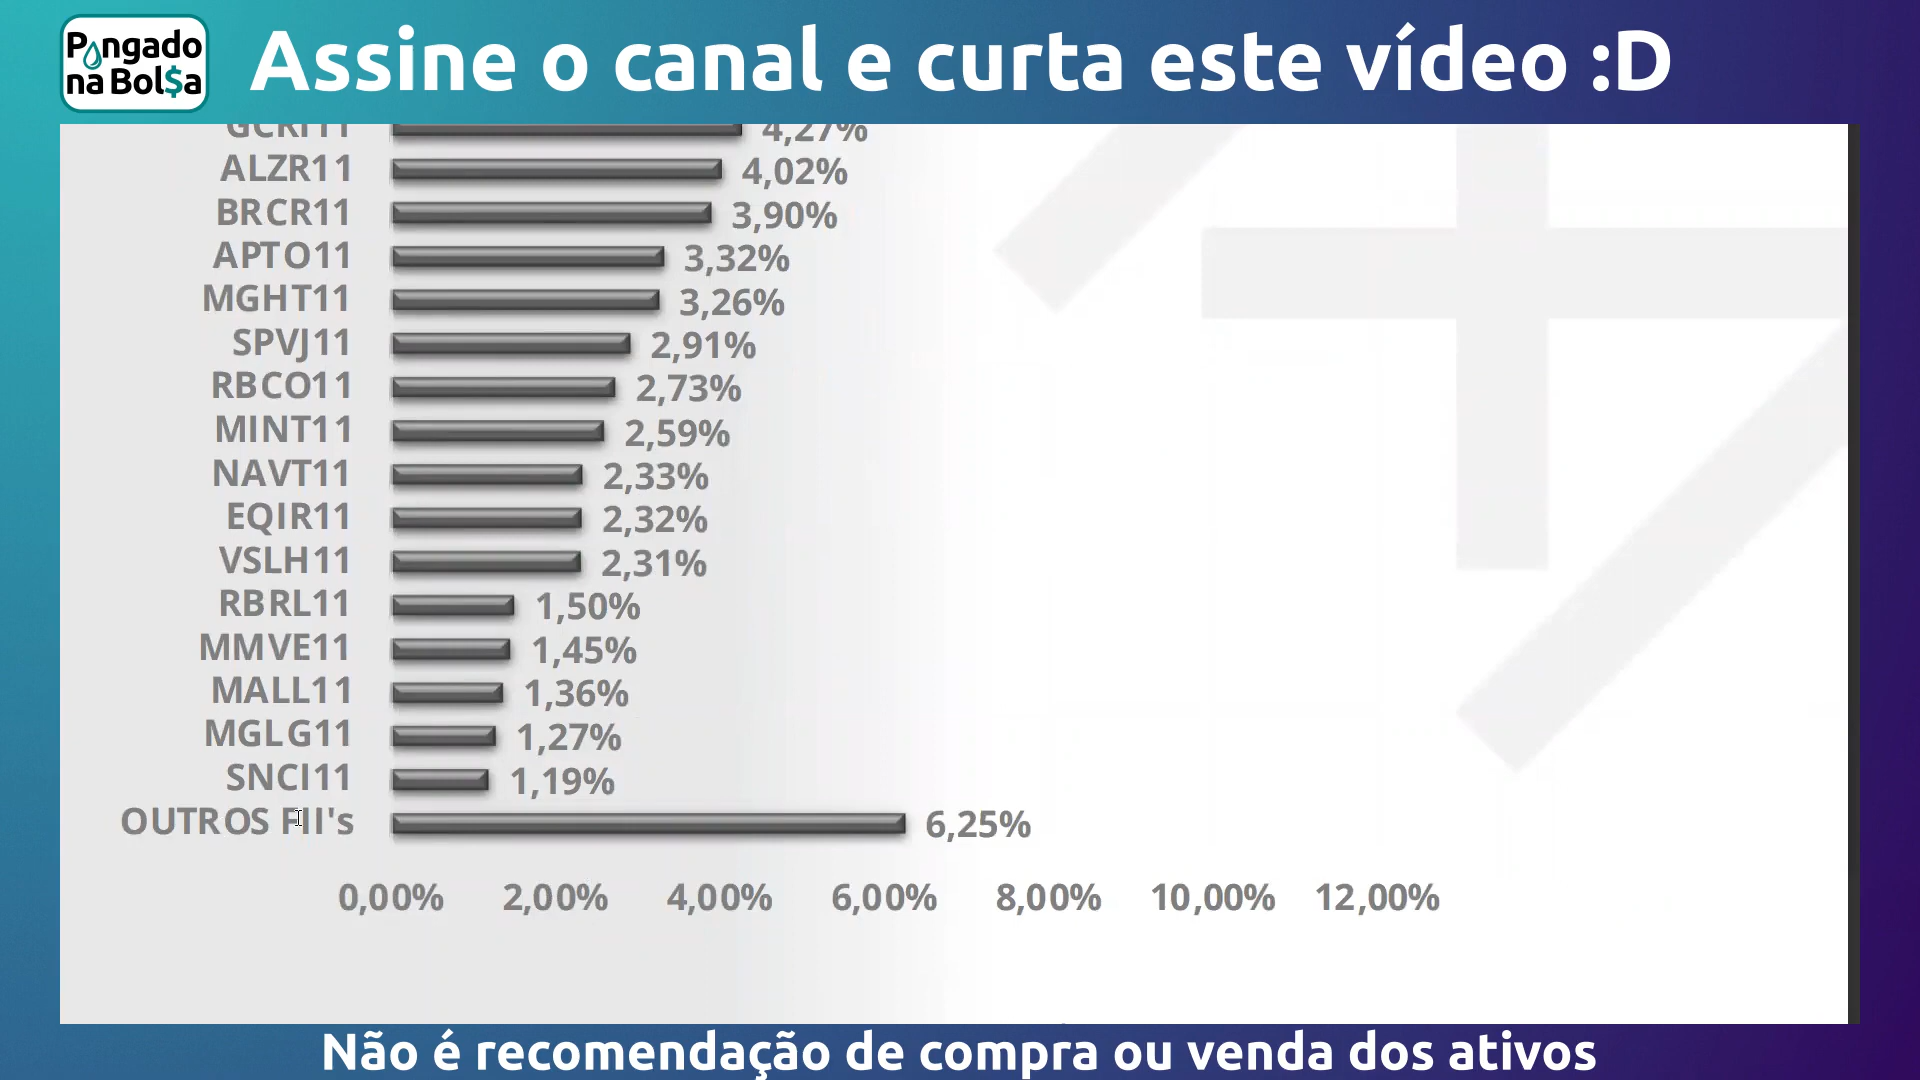 Pingado
na Bol$a
Assine o canal e curta este vídeo :D
GCRI11 4,27%
ALZR11 4,02%
BRCR11 3,90%
APTO11 3,32%
MGHT11 3,26%
SPVJ11 2,91%
RBCO11 2,73%
MINT11 2,59%
NAVT11 2,33%
EQIR11 2,32%
VSLH11 2,31%
RBRL11 1,50%
MMVE11 1,45%
MALL11 1,36%
MGLG11 1,27%
SNCI11 1,19%
OUTROS FII's 6,25%
0,00% 2,00% 4,00% 6,00% 8,00% 10,00% 12,00%
Não é recomendação de compra ou venda dos ativos